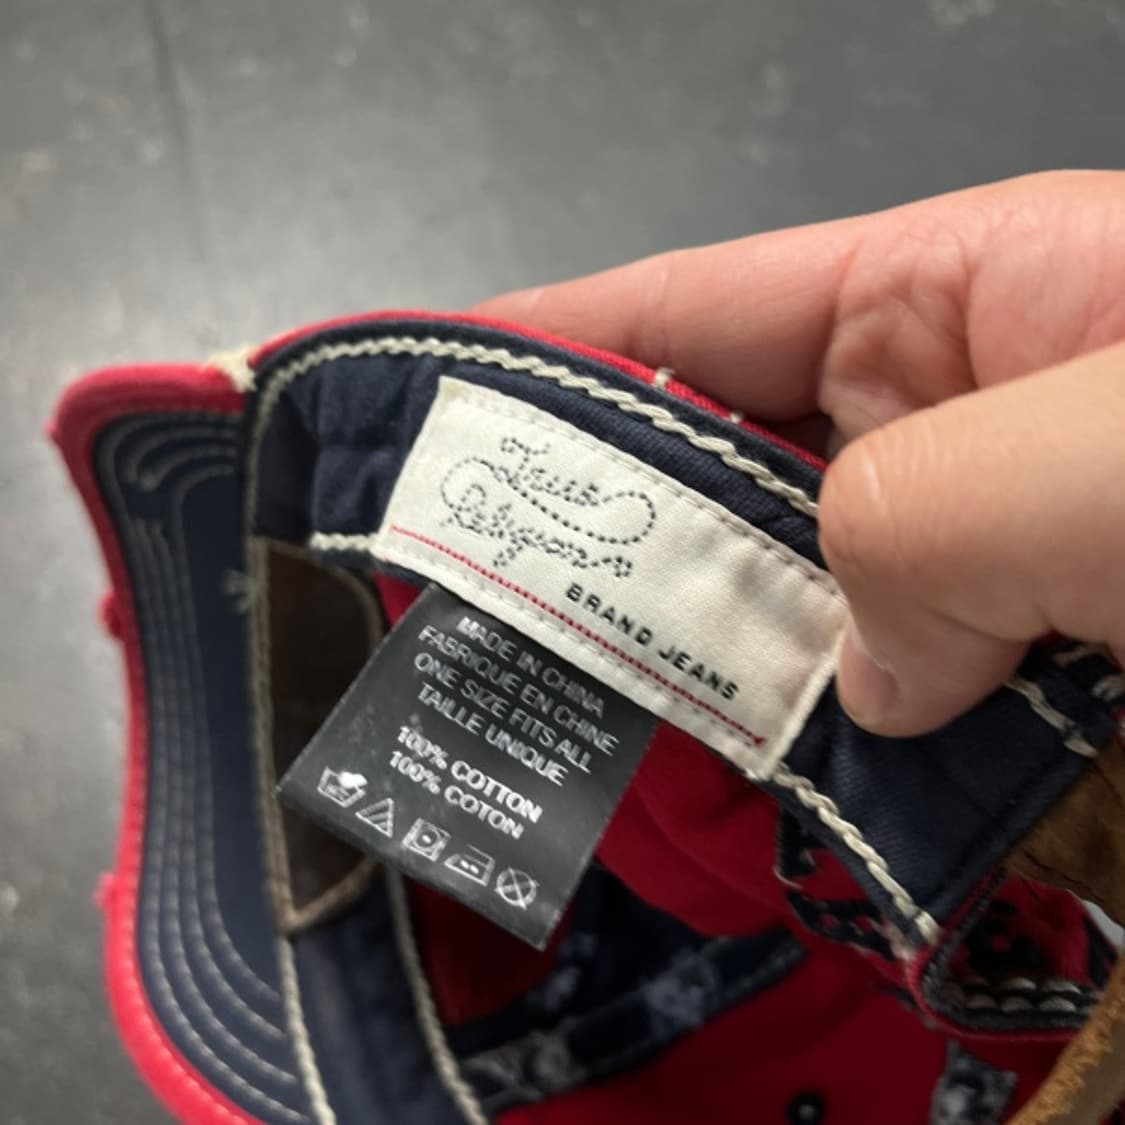 True
Religion
BRAND JEANS
MADE IN CHINA
FABRIQUE EN CHINE
ONE SIZE FITS ALL
TAILLE UNIQUE
100% COTTON
100% COTON